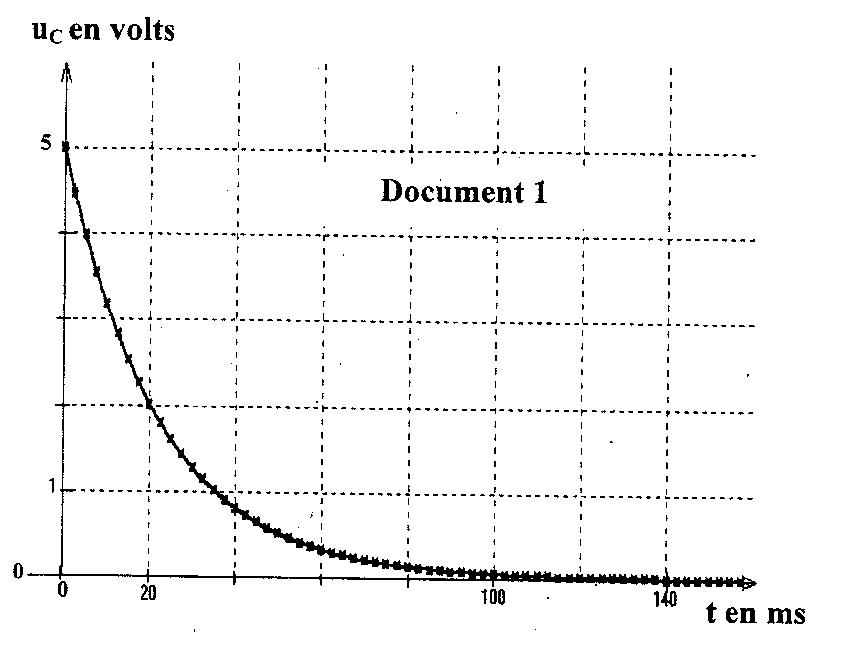 u_C en volts
5
Document 1
1
0
0 20 100 140
t en ms